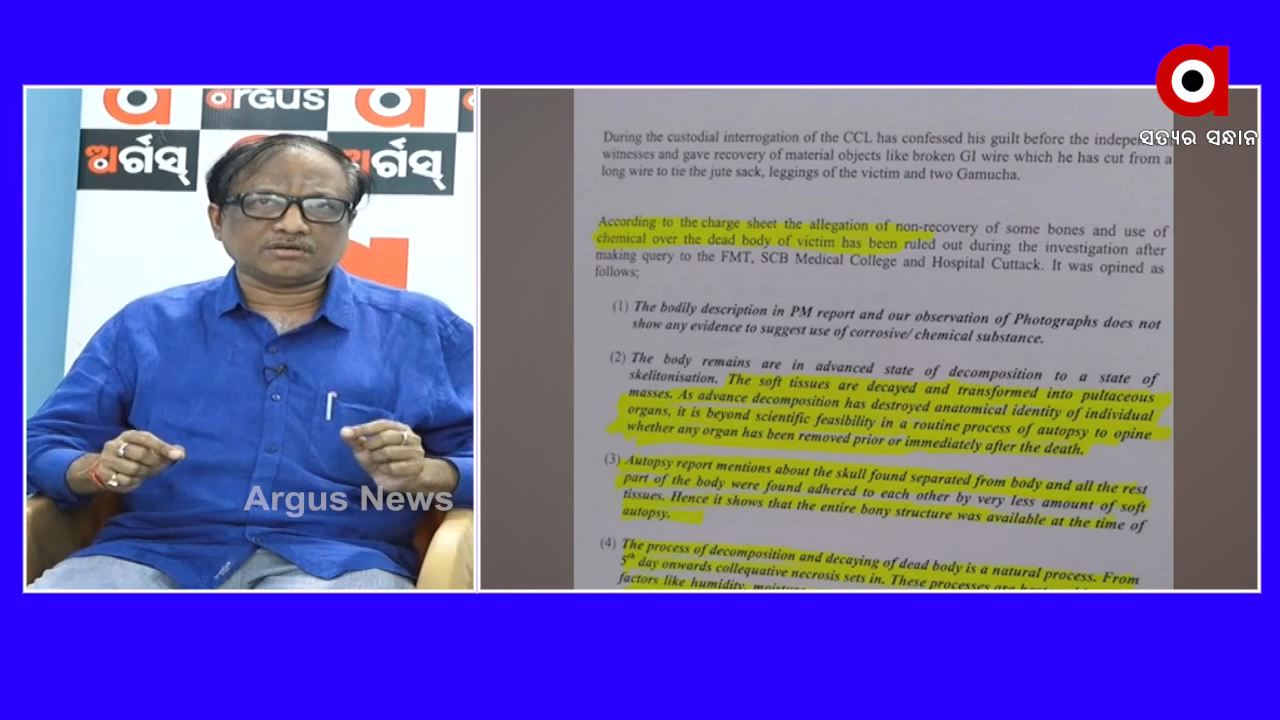 argus
ଅର୍ଗସ୍
ର୍ଗସ୍
Argus News
ସତ୍ୟର ସନ୍ଧାନ
During the custodial interrogation of the CCL has confessed his guilt before the
witnesses and gave recovery of material objects like broken GI wire which he has cut from a
long wire to tie the jute sack, leggings of the victim and two Gamucha.
According to the charge sheet the allegation of non-recovery of some bones and use of
chemical over the dead body of victim has been ruled out during the investigation after
making query to the FMT, SCB Medical College and Hospital Cuttack. It was opined as
follows;
(1) The bodily description in PM report and our observation of Photographs does not
show any evidence to suggest use of corrosive/ chemical substance.
(2) The body remains are in advanced state of decomposition to a state of
skelitonisation. The soft tissues are decayed and transformed into pultaceous
masses. As advance decomposition has destroyed anatomical identity of individual
organs, it is beyond scientific feasibility in a routine process of autopsy to opine
whether any organ has been removed prior or immediately after the death.
(3) Autopsy report mentions about the skull found separated from body and all the rest
part of the body were found adhered to each other by very less amount of soft
tissues. Hence it shows that the entire bony structure was available at the time of
autopsy.
(4) The process of decomposition and decaying of dead body is a natural process. From
5th day onwards collequative necrosis sets in. These processes are
factors like humidity,